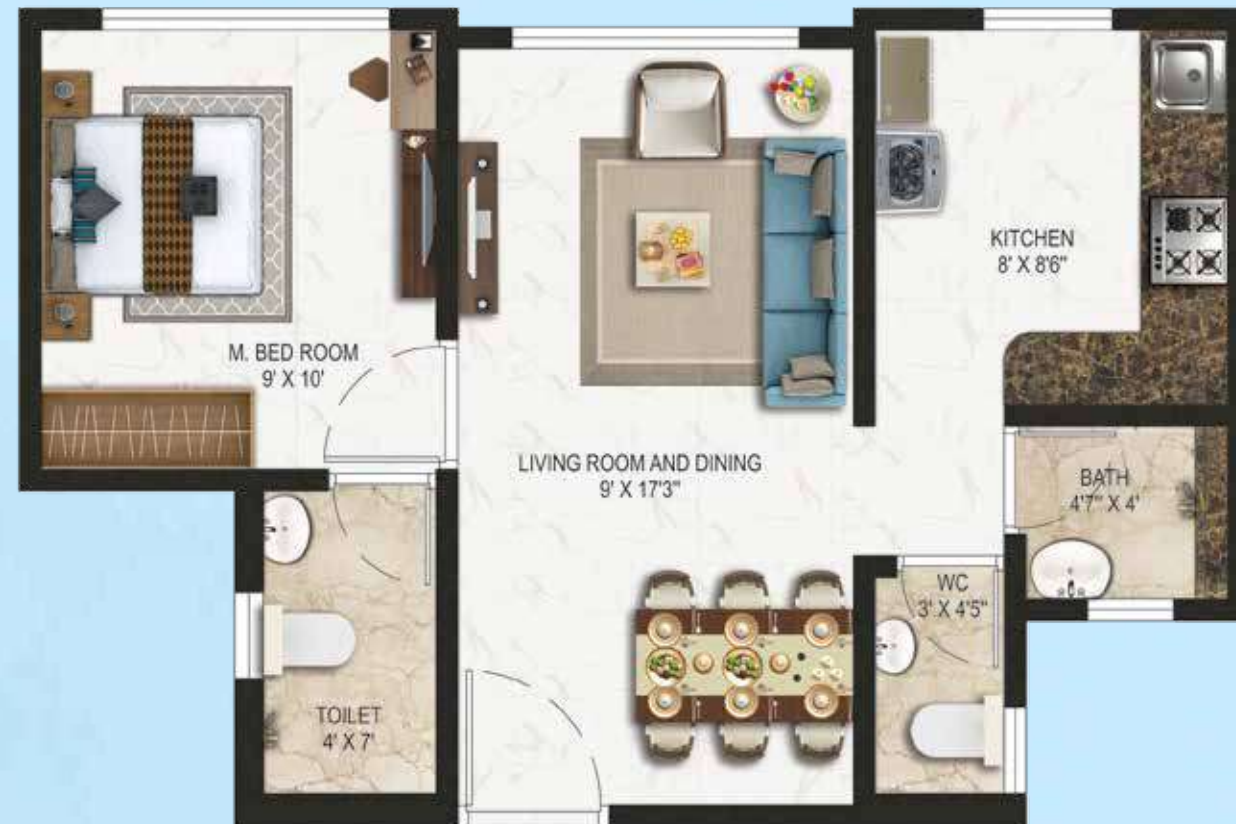 KITCHEN
8' X 8'6"
M. BED ROOM
9' X 10'
LIVING ROOM AND DINING
9' X 17'3"
BATH
4'7" X 4'
WC
3' X 4'5"
TOILET
4' X 7'